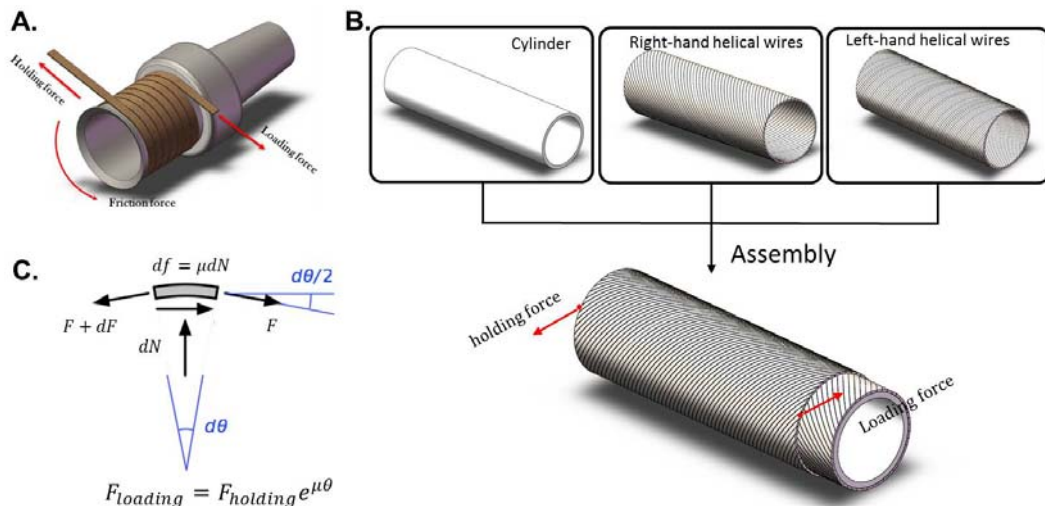 A.
Holding force
Loading force
Friction force
B.
Cylinder
Right-hand helical wires
Left-hand helical wires
Assembly
holding force
Loading force
C.
df = μdN
dθ/2
F + dF
F
dN
dθ
F_loading = F_holding e^{μθ}